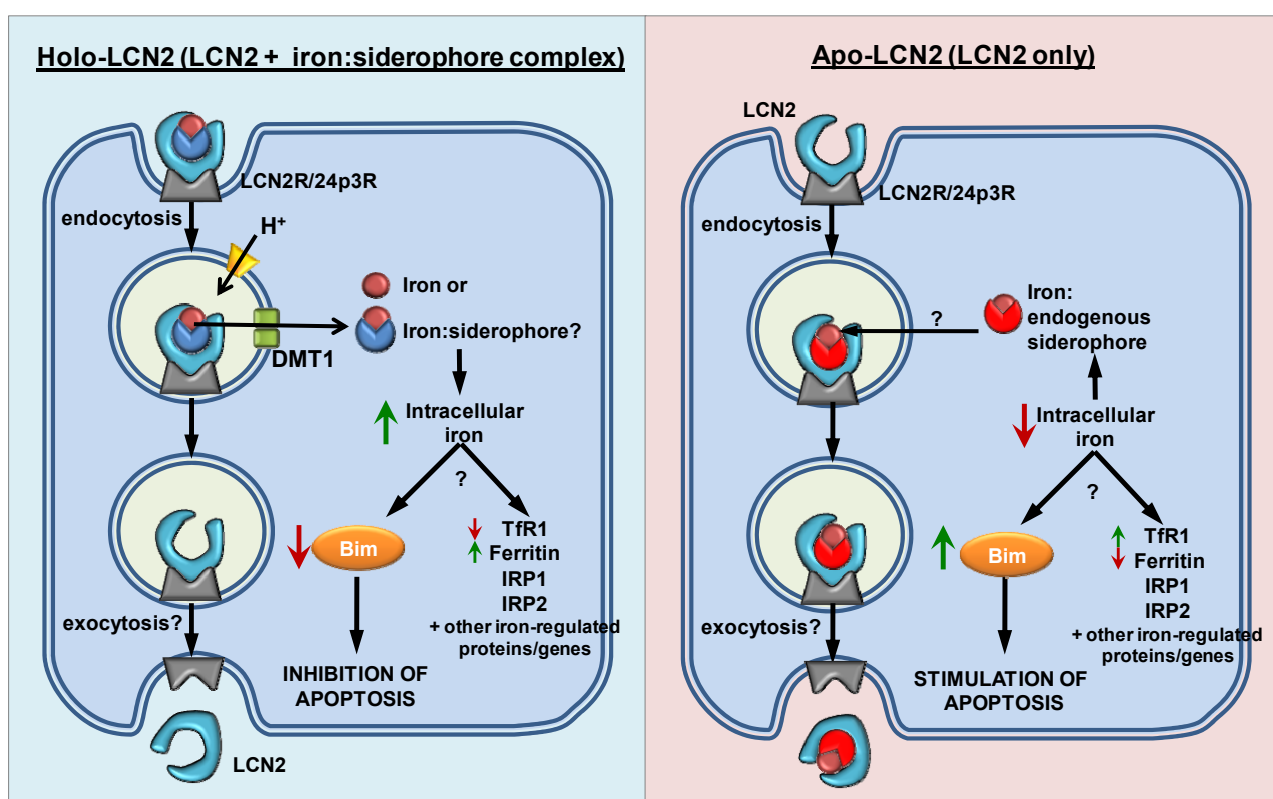 Holo-LCN2 (LCN2 + iron:siderophore complex)
LCN2R/24p3R
endocytosis
H+
Iron or
Iron:siderophore?
DMT1
Intracellular
iron
?
Bim
TfR1
Ferritin
IRP1
IRP2
+ other iron-regulated
proteins/genes
exocytosis?
INHIBITION OF
APOPTOSIS
LCN2
Apo-LCN2 (LCN2 only)
LCN2
LCN2R/24p3R
endocytosis
?
Iron:
endogenous
siderophore
Intracellular
iron
?
Bim
TfR1
Ferritin
IRP1
IRP2
+ other iron-regulated
proteins/genes
exocytosis?
STIMULATION OF
APOPTOSIS